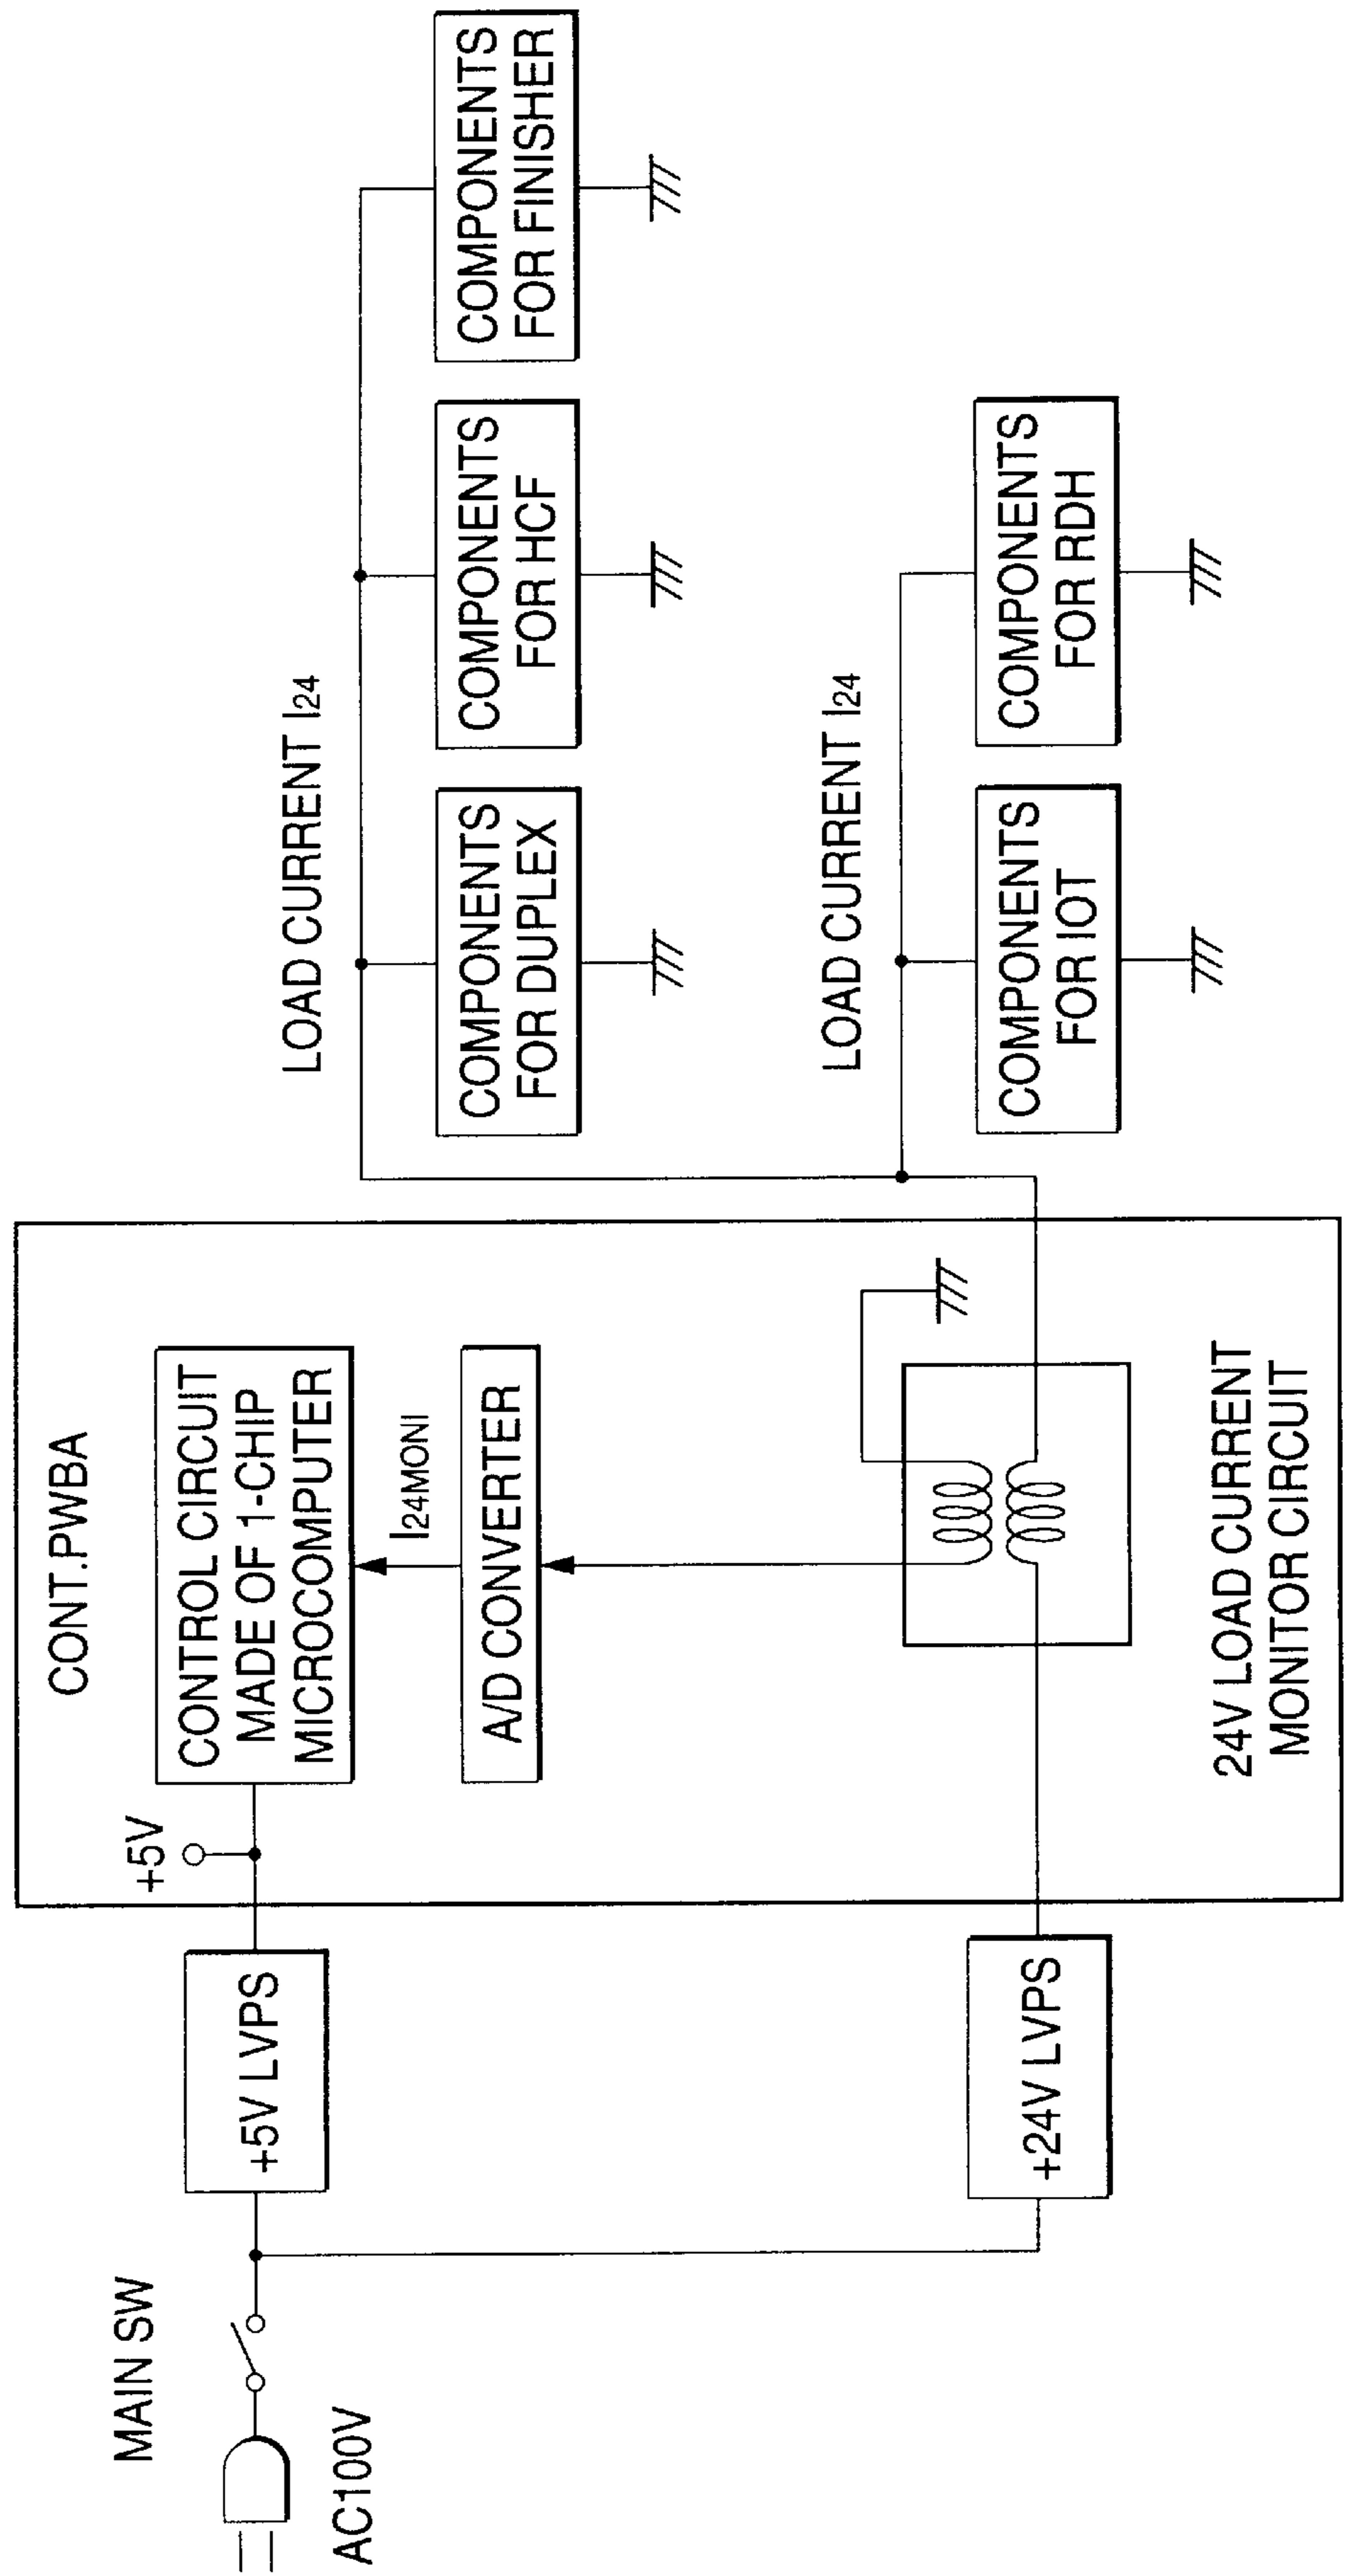 MAIN SW
AC100V
+5V LVPS
+24V LVPS
CONT.PWBA
+5V
CONTROL CIRCUIT
MADE OF 1-CHIP
MICROCOMPUTER
I24MONI
A/D CONVERTER
24V LOAD CURRENT
MONITOR CIRCUIT
LOAD CURRENT I24
COMPONENTS
FOR DUPLEX
COMPONENTS
FOR HCF
COMPONENTS
FOR FINISHER
LOAD CURRENT I24
COMPONENTS
FOR IOT
COMPONENTS
FOR RDH